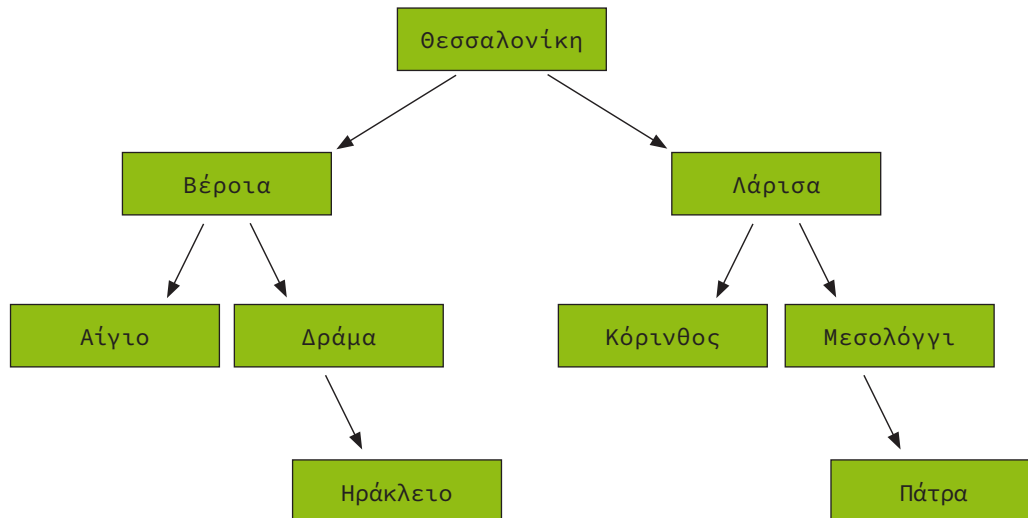 Θεσσαλονίκη
Βέροια
Λάρισα
Αίγιο
Δράμα
Κόρινθος
Μεσολόγγι
Ηράκλειο
Πάτρα